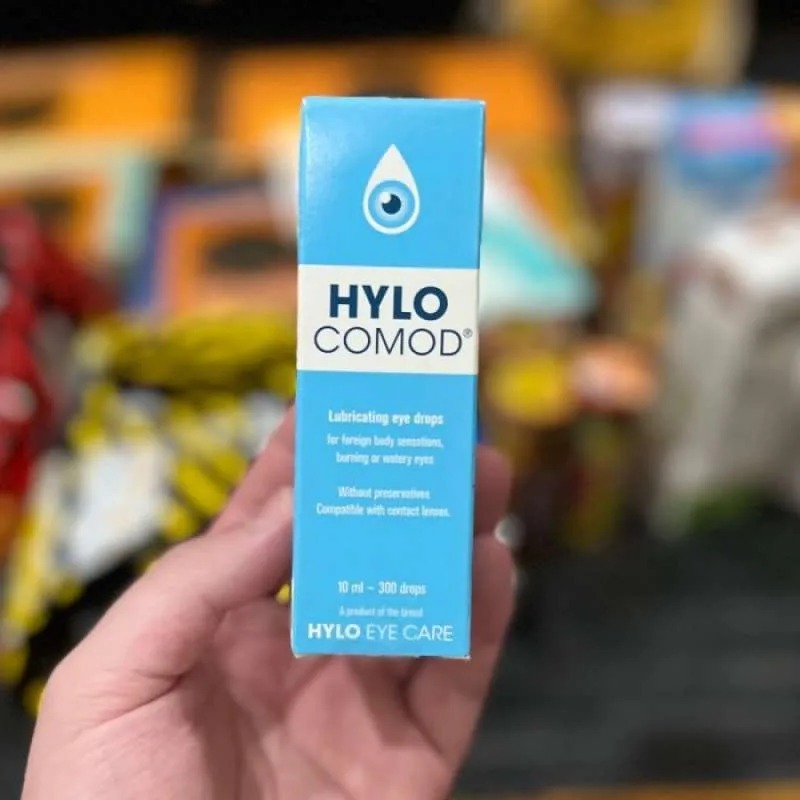 HYLO
COMOD®
Lubricating eye drops
for foreign body sensations,
burning or watery eyes
Without preservatives
Compatible with contact lenses.
10 ml ~ 300 drops
A product of the brand
HYLO EYE CARE